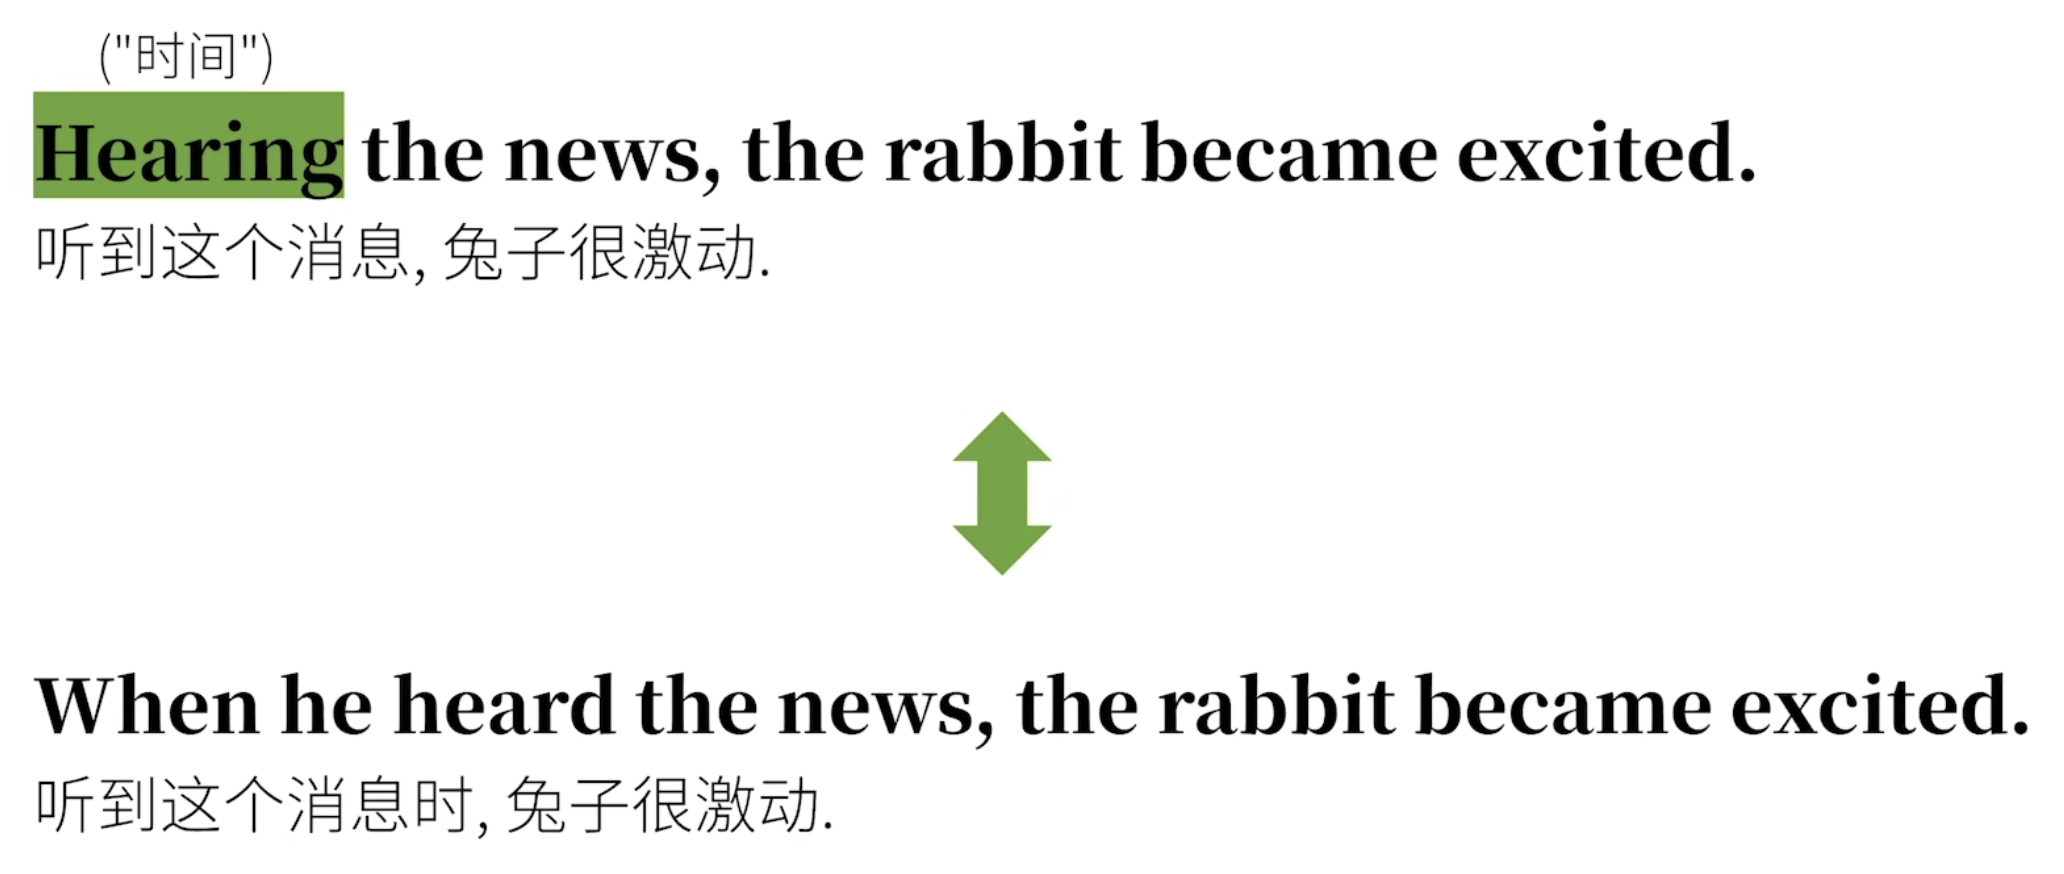 ("时间")
Hearing the news, the rabbit became excited.
听到这个消息, 兔子很激动.
When he heard the news, the rabbit became excited.
听到这个消息时, 兔子很激动.